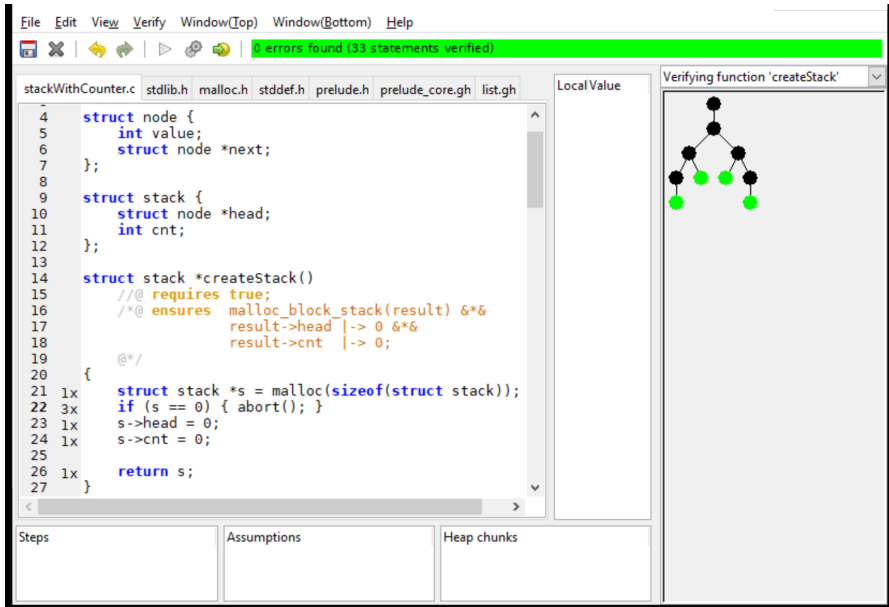 File Edit View Verify Window(Top) Window(Bottom) Help
0 errors found (33 statements verified)
stackWithCounter.c stdlib.h malloc.h stddef.h prelude.h prelude_core.gh list.gh
4 struct node {
5 int value;
6 struct node *next;
7 };
8
9 struct stack {
10 struct node *head;
11 int cnt;
12 };
13
14 struct stack *createStack()
15 //@ requires true;
16 /*@ ensures malloc_block_stack(result) &*&
17 result->head |-> 0 &*&
18 result->cnt |-> 0;
19 @*/
20 {
21 1x struct stack *s = malloc(sizeof(struct stack));
22 3x if (s == 0) { abort(); }
23 1x s->head = 0;
24 1x s->cnt = 0;
25
26 1x return s;
27 }
Local Value
Verifying function 'createStack'
Steps
Assumptions
Heap chunks